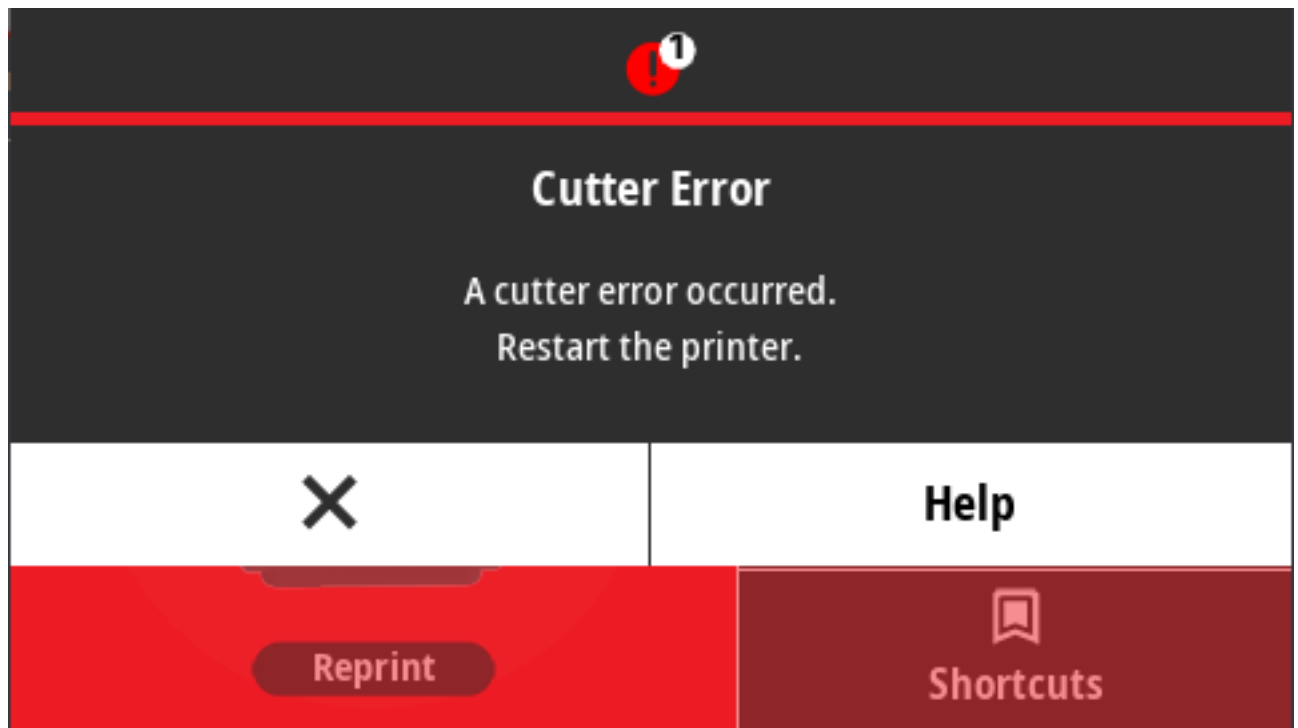 1
Cutter Error
A cutter error occurred.
Restart the printer.
Help
Reprint
Shortcuts